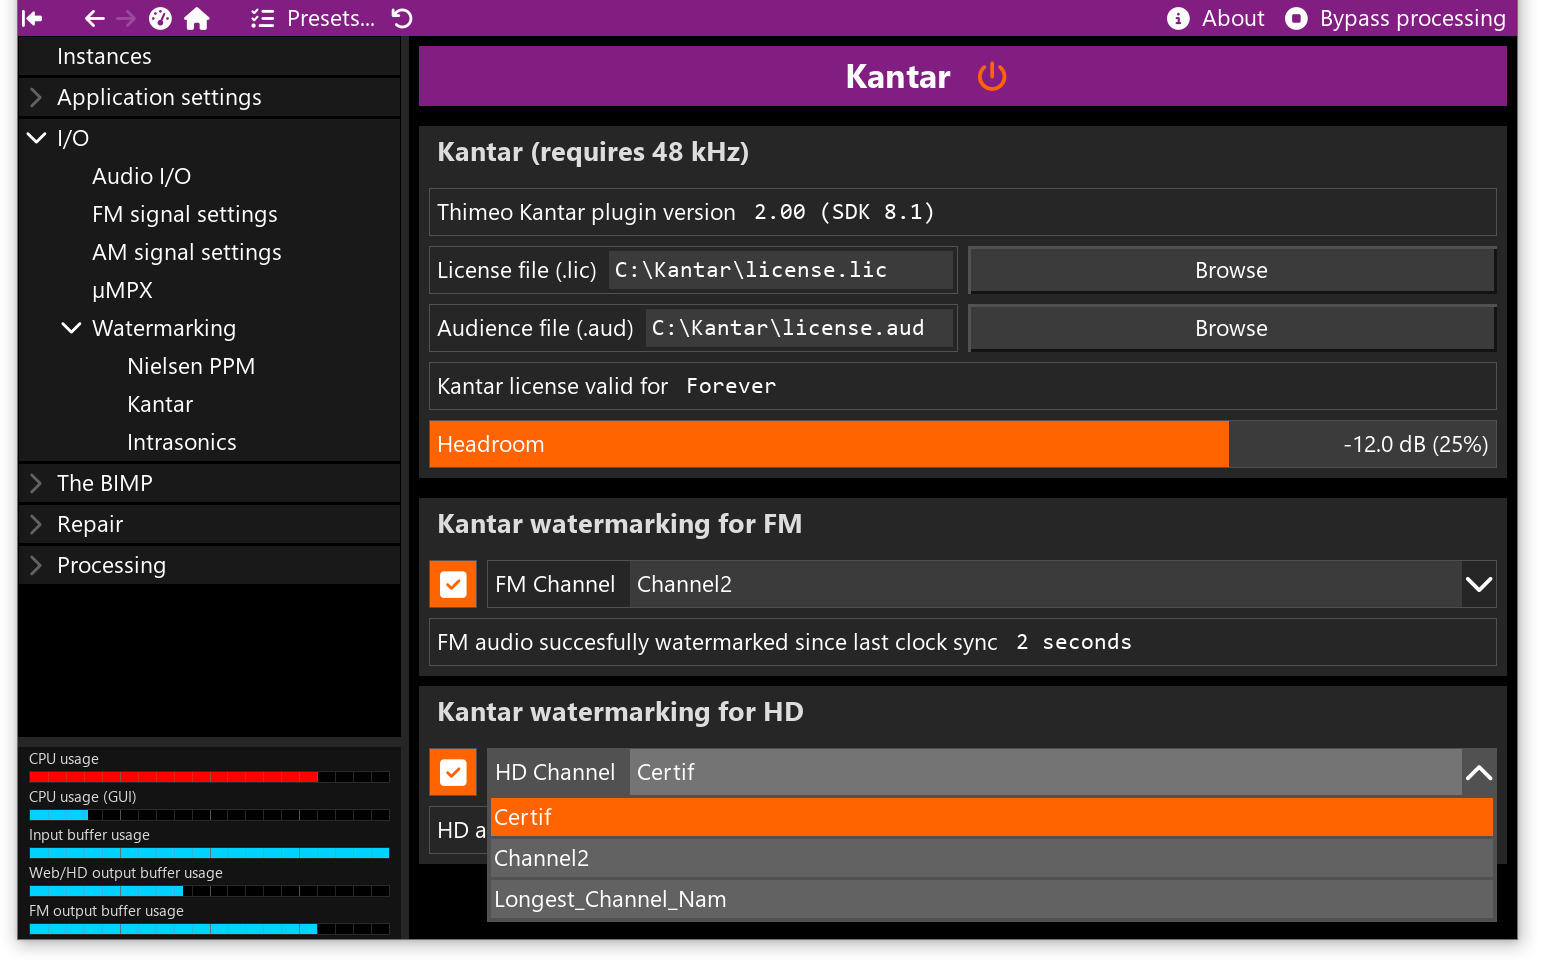 Presets... About Bypass processing
Instances
Application settings
I/O
Audio I/O
FM signal settings
AM signal settings
µMPX
Watermarking
Nielsen PPM
Kantar
Intrasonics
The BIMP
Repair
Processing
CPU usage
CPU usage (GUI)
Input buffer usage
Web/HD output buffer usage
FM output buffer usage
Kantar
Kantar (requires 48 kHz)
Thimeo Kantar plugin version 2.00 (SDK 8.1)
License file (.lic) C:\Kantar\license.lic Browse
Audience file (.aud) C:\Kantar\license.aud Browse
Kantar license valid for Forever
Headroom -12.0 dB (25%)
Kantar watermarking for FM
FM Channel Channel2
FM audio succesfully watermarked since last clock sync 2 seconds
Kantar watermarking for HD
HD Channel Certif
HD a
Certif
Channel2
Longest_Channel_Nam